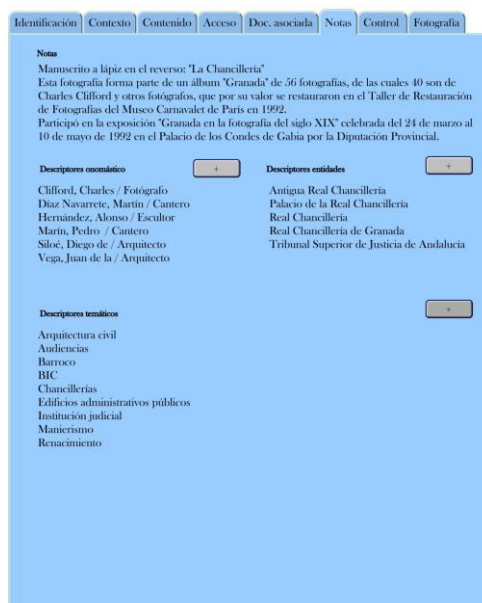 Identificación Contexto Contenido Acceso Doc. asociada Notas Control Fotografía
Notas
Manuscrito a lápiz en el reverso: "La Chancillería"
Esta fotografía forma parte de un álbum "Granada" de 56 fotografías, de las cuales 40 son de
Charles Clifford y otros fotógrafos, que por su valor se restauraron en el Taller de Restauración
de Fotografías del Museo Carnavalet de París en 1992.
Participó en la exposición "Granada en la fotografía del siglo XIX" celebrada del 24 de marzo al
10 de mayo de 1992 en el Palacio de los Condes de Gabia por la Diputación Provincial.
Descriptores onomástico +
Clifford, Charles / Fotógrafo
Díaz Navarrete, Martín / Cantero
Hernández, Alonso / Escultor
Marín, Pedro / Cantero
Siloé, Diego de / Arquitecto
Vega, Juan de la / Arquitecto
Descriptores entidades +
Antigua Real Chancillería
Palacio de la Real Chancillería
Real Chancillería
Real Chancillería de Granada
Tribunal Superior de Justicia de Andalucía
Descriptores temáticos +
Arquitectura civil
Audiencias
Barroco
BIC
Chancillerías
Edificios administrativos públicos
Institución judicial
Manierismo
Renacimiento